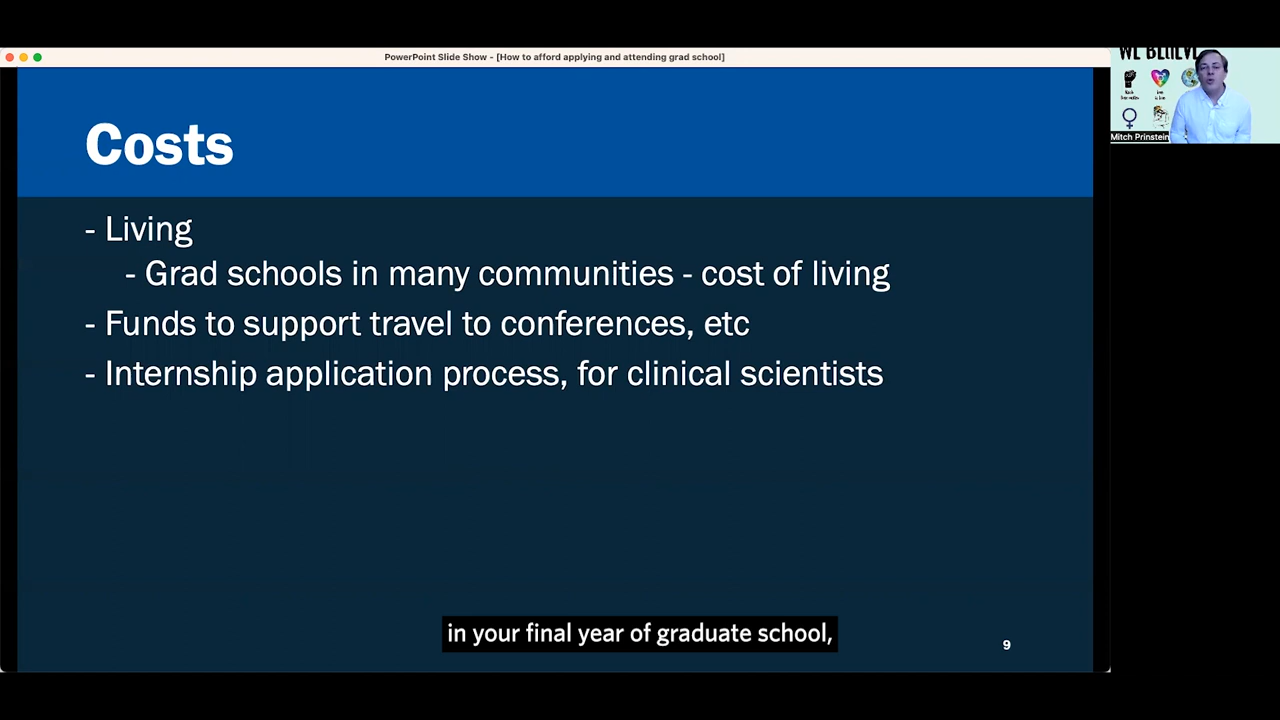 PowerPoint Slide Show - [How to afford applying and attending grad school]
WE BELIEVE
Mitch Prinstein
Costs
- Living
- Grad schools in many communities - cost of living
- Funds to support travel to conferences, etc
- Internship application process, for clinical scientists
in your final year of graduate school,
9